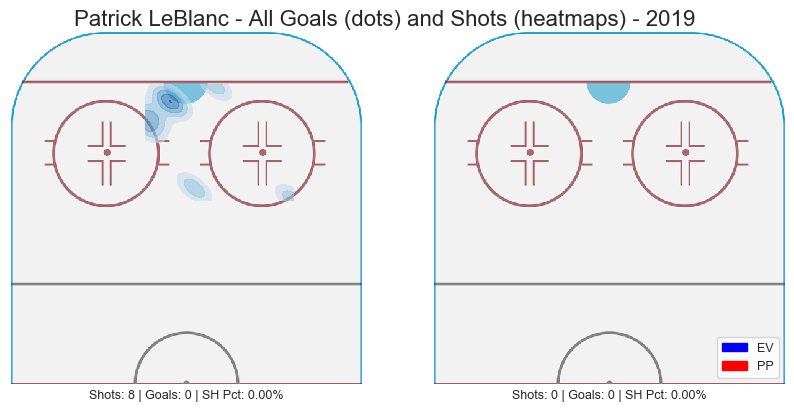 Patrick LeBlanc - All Goals (dots) and Shots (heatmaps) - 2019
EV
PP
Shots: 8 | Goals: 0 | SH Pct: 0.00%
Shots: 0 | Goals: 0 | SH Pct: 0.00%